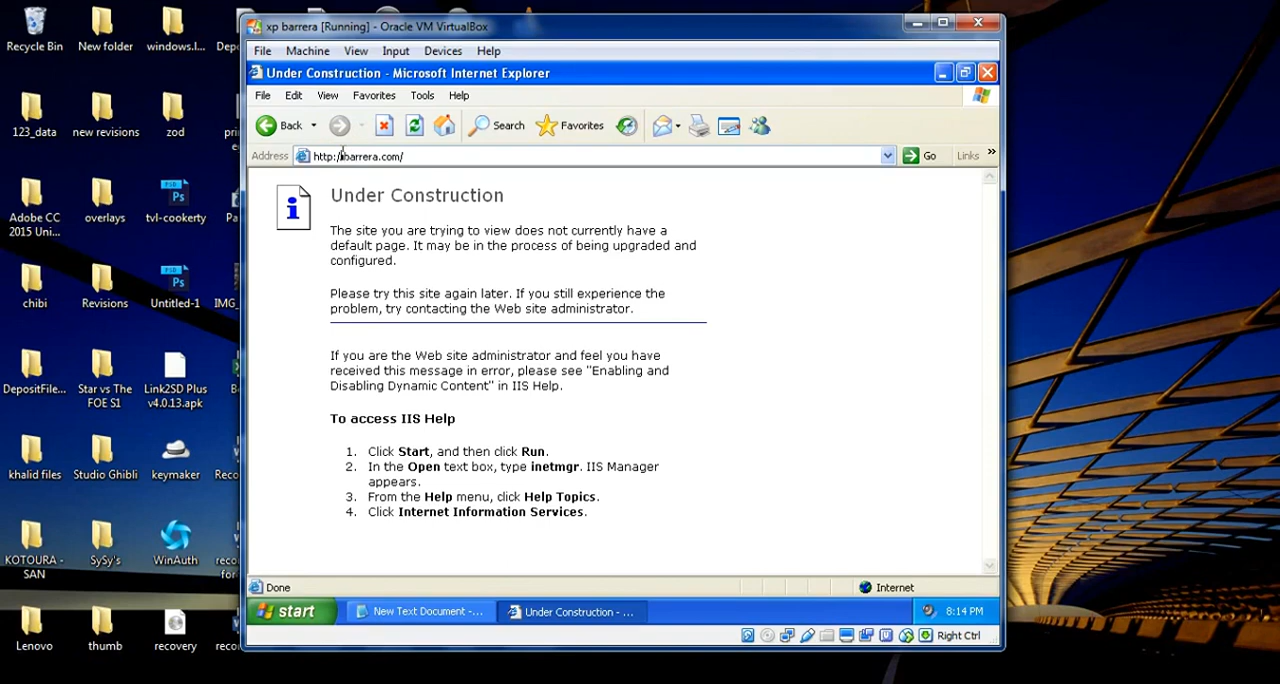 xp barrera [Running] - Oracle VM VirtualBox
File Machine View Input Devices Help
Under Construction - Microsoft Internet Explorer
File Edit View Favorites Tools Help
Back Search Favorites
Address http://barrera.com/ Go Links »
Under Construction
The site you are trying to view does not currently have a
default page. It may be in the process of being upgraded and
configured.
Please try this site again later. If you still experience the
problem, try contacting the Web site administrator.
If you are the Web site administrator and feel you have
received this message in error, please see "Enabling and
Disabling Dynamic Content" in IIS Help.
To access IIS Help
1. Click Start, and then click Run.
2. In the Open text box, type inetmgr. IIS Manager
appears.
3. From the Help menu, click Help Topics.
4. Click Internet Information Services.
Done Internet
start New Text Document -... Under Construction - ... 8:14 PM
Right Ctrl
Recycle Bin New folder windows.l...
123_data new revisions zod
Adobe CC
2015 Uni...
overlays tvl-cookerty
chibi Revisions Untitled-1 IMG_
DepositFile...
Star vs The
FOE S1
Link2SD Plus
v4.0.13.apk
khalid files Studio Ghibli keymaker
KOTOURA -
SAN
SySy's WinAuth
Lenovo thumb recovery